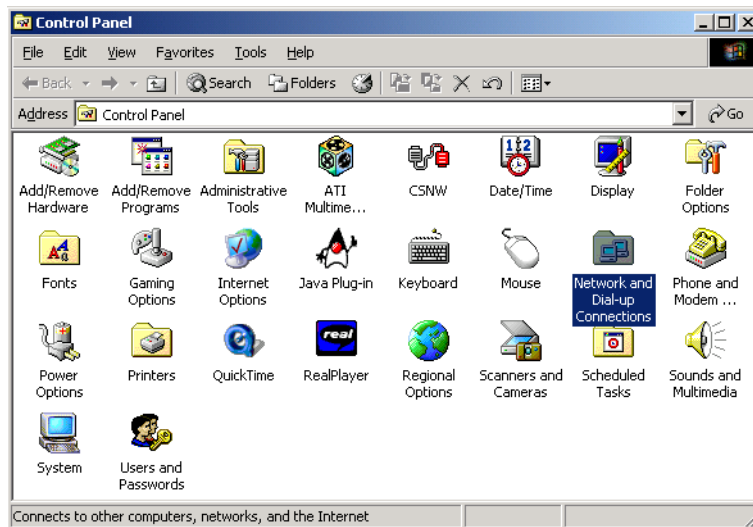 Control Panel
File Edit View Favorites Tools Help
Back Search Folders
Address Control Panel Go
Add/Remove Add/Remove Administrative ATI CSNW Date/Time Display Folder
Hardware Programs Tools Multime... Options
Fonts Gaming Internet Java Plug-in Keyboard Mouse Network and Phone and
Options Options Dial-up Modem ...
Connections
real
Power Printers QuickTime RealPlayer Regional Scanners and Scheduled Sounds and
Options Options Cameras Tasks Multimedia
System Users and
Passwords
Connects to other computers, networks, and the Internet